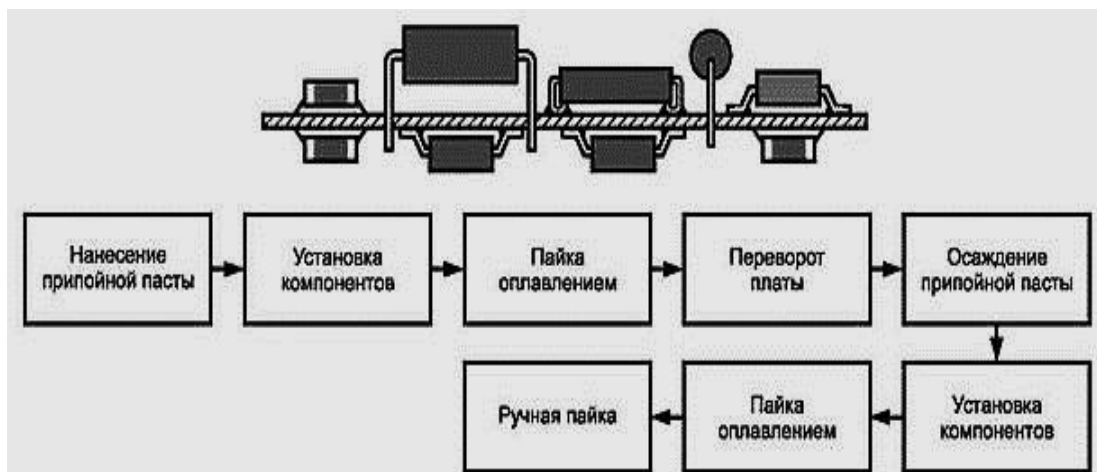 Нанесение
припойной пасты
Установка
компонентов
Пайка
оплавлением
Переворот
платы
Осаждение
припойной пасты
Установка
компонентов
Пайка
оплавлением
Ручная пайка